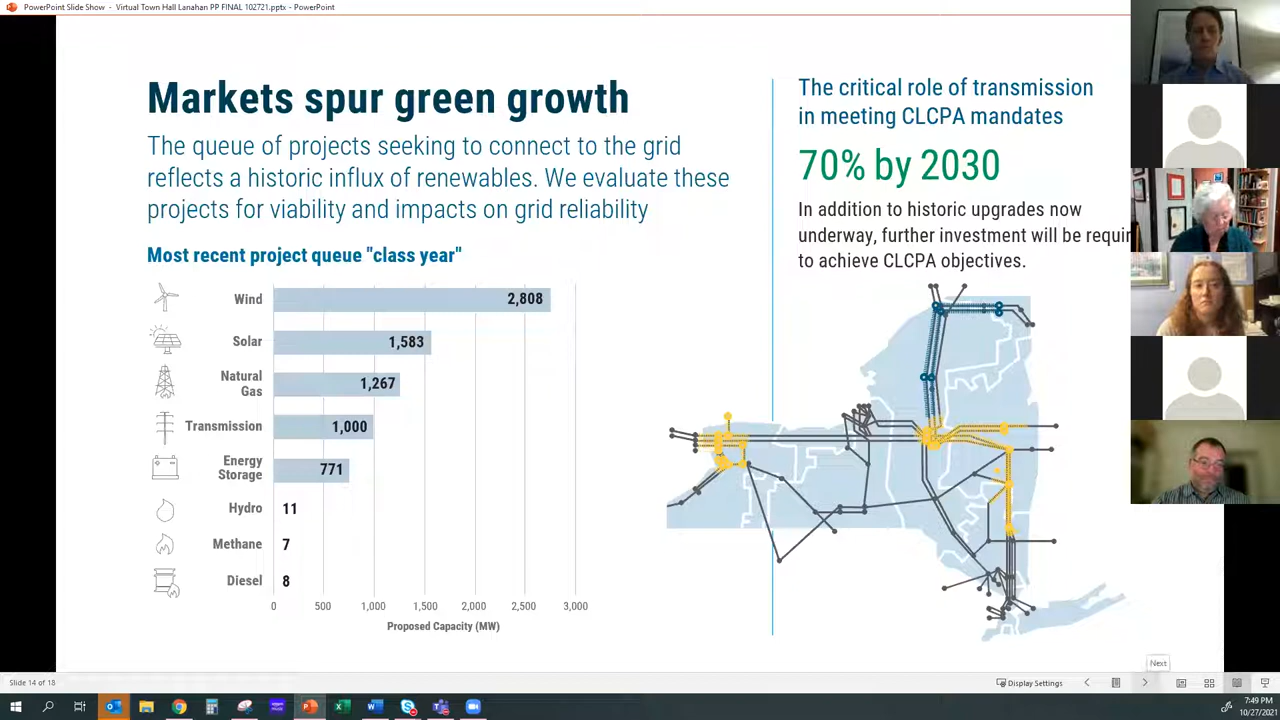 PowerPoint Slide Show - Virtual Town Hall Lanahan PP FINAL 102721.pptx - PowerPoint
Markets spur green growth
The queue of projects seeking to connect to the grid
reflects a historic influx of renewables. We evaluate these
projects for viability and impacts on grid reliability
Most recent project queue "class year"
Wind 2,808
Solar 1,583
Natural
Gas 1,267
Transmission 1,000
Energy
Storage 771
Hydro 11
Methane 7
Diesel 8
0 500 1,000 1,500 2,000 2,500 3,000
Proposed Capacity (MW)
The critical role of transmission
in meeting CLCPA mandates
70% by 2030
In addition to historic upgrades now
underway, further investment will be requir
to achieve CLCPA objectives.
Next
Slide 14 of 18
Display Settings
7:49 PM
10/27/2021